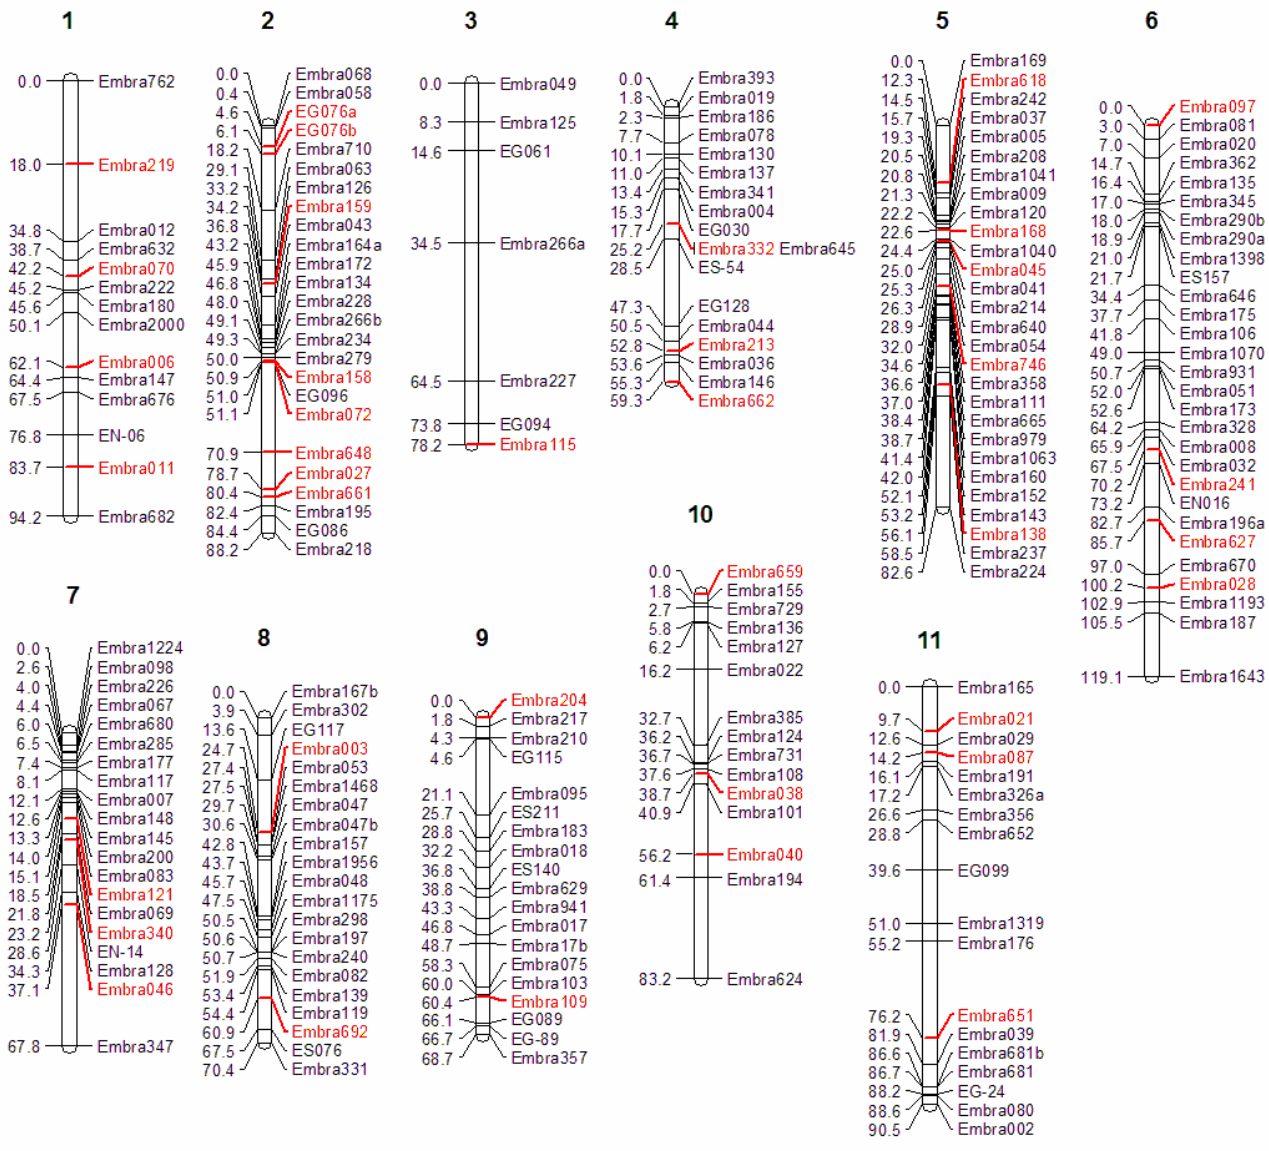 1
0.0 Embra762
18.0 Embra219
34.8 Embra012
38.7 Embra632
42.2 Embra070
45.2 Embra222
45.6 Embra180
50.1 Embra2000
62.1 Embra006
64.4 Embra147
67.5 Embra676
76.8 EN-06
83.7 Embra011
94.2 Embra682
2
0.0 Embra068
0.4 Embra058
4.6 EG076a
6.1 EG076b
18.2 Embra710
29.1 Embra063
33.2 Embra126
34.2 Embra159
36.8 Embra043
43.2 Embra164a
45.9 Embra172
46.8 Embra134
48.0 Embra228
49.1 Embra266b
49.3 Embra234
50.0 Embra279
50.9 Embra158
51.0 EG096
51.1 Embra072
70.9 Embra648
78.7 Embra027
80.4 Embra661
82.4 Embra195
84.4 EG086
88.2 Embra218
3
0.0 Embra049
8.3 Embra125
14.6 EG061
34.5 Embra266a
64.5 Embra227
73.8 EG094
78.2 Embra115
4
0.0 Embra393
1.8 Embra019
2.3 Embra186
7.7 Embra078
10.1 Embra130
11.0 Embra137
13.4 Embra341
15.3 Embra004
17.7 EG030
25.2 Embra332 Embra645
28.5 ES-54
47.3 EG128
50.5 Embra044
52.8 Embra213
53.6 Embra036
55.3 Embra146
59.3 Embra662
5
0.0 Embra169
12.3 Embra618
14.5 Embra242
15.7 Embra037
19.3 Embra005
20.5 Embra208
20.8 Embra1041
21.3 Embra009
22.2 Embra120
22.6 Embra168
24.4 Embra1040
25.0 Embra045
25.3 Embra041
26.3 Embra214
28.9 Embra640
32.0 Embra054
34.6 Embra746
36.6 Embra358
37.0 Embra111
38.4 Embra665
38.7 Embra979
41.4 Embra1063
42.0 Embra160
52.1 Embra152
53.2 Embra143
56.1 Embra138
58.5 Embra237
82.6 Embra224
6
0.0 Embra097
3.0 Embra081
7.0 Embra020
14.7 Embra362
16.4 Embra135
17.0 Embra345
18.0 Embra290b
18.9 Embra290a
21.0 Embra1398
21.7 ES157
34.4 Embra646
37.7 Embra175
41.8 Embra106
49.0 Embra1070
50.7 Embra931
52.0 Embra051
52.6 Embra173
64.2 Embra328
65.9 Embra008
67.5 Embra032
70.2 Embra241
73.2 EN016
82.7 Embra196a
85.7 Embra627
97.0 Embra670
100.2 Embra028
102.9 Embra1193
105.5 Embra187
119.1 Embra1643
7
0.0 Embra1224
2.6 Embra098
4.0 Embra226
4.4 Embra067
6.0 Embra680
6.5 Embra285
7.4 Embra177
8.1 Embra117
12.1 Embra007
12.6 Embra148
13.3 Embra145
14.0 Embra200
15.1 Embra083
18.5 Embra121
21.8 Embra069
23.2 Embra340
28.6 EN-14
34.3 Embra128
37.1 Embra046
67.8 Embra347
8
0.0 Embra167b
3.9 Embra302
13.6 EG117
24.7 Embra003
27.4 Embra053
27.5 Embra1468
29.7 Embra047
30.6 Embra047b
42.8 Embra157
43.7 Embra1956
45.7 Embra048
47.5 Embra1175
50.5 Embra298
50.6 Embra197
50.7 Embra240
51.9 Embra082
53.4 Embra139
54.4 Embra119
60.9 Embra692
67.5 ES076
70.4 Embra331
9
0.0 Embra204
1.8 Embra217
4.3 Embra210
4.6 EG115
21.1 Embra095
25.7 ES211
28.8 Embra183
32.2 Embra018
36.8 ES140
38.8 Embra629
43.3 Embra941
46.8 Embra017
48.7 Embra17b
58.3 Embra075
60.0 Embra103
60.4 Embra109
66.1 EG089
66.7 EG-89
68.7 Embra357
10
0.0 Embra659
1.8 Embra155
2.7 Embra729
5.8 Embra136
6.2 Embra127
16.2 Embra022
32.7 Embra385
36.2 Embra124
36.7 Embra731
37.6 Embra108
38.7 Embra038
40.9 Embra101
56.2 Embra040
61.4 Embra194
83.2 Embra624
11
0.0 Embra165
9.7 Embra021
12.6 Embra029
14.2 Embra087
16.1 Embra191
17.2 Embra326a
26.6 Embra356
28.8 Embra652
39.6 EG099
51.0 Embra1319
55.2 Embra176
76.2 Embra651
81.9 Embra039
86.6 Embra681b
86.7 Embra681
88.2 EG-24
88.6 Embra080
90.5 Embra002